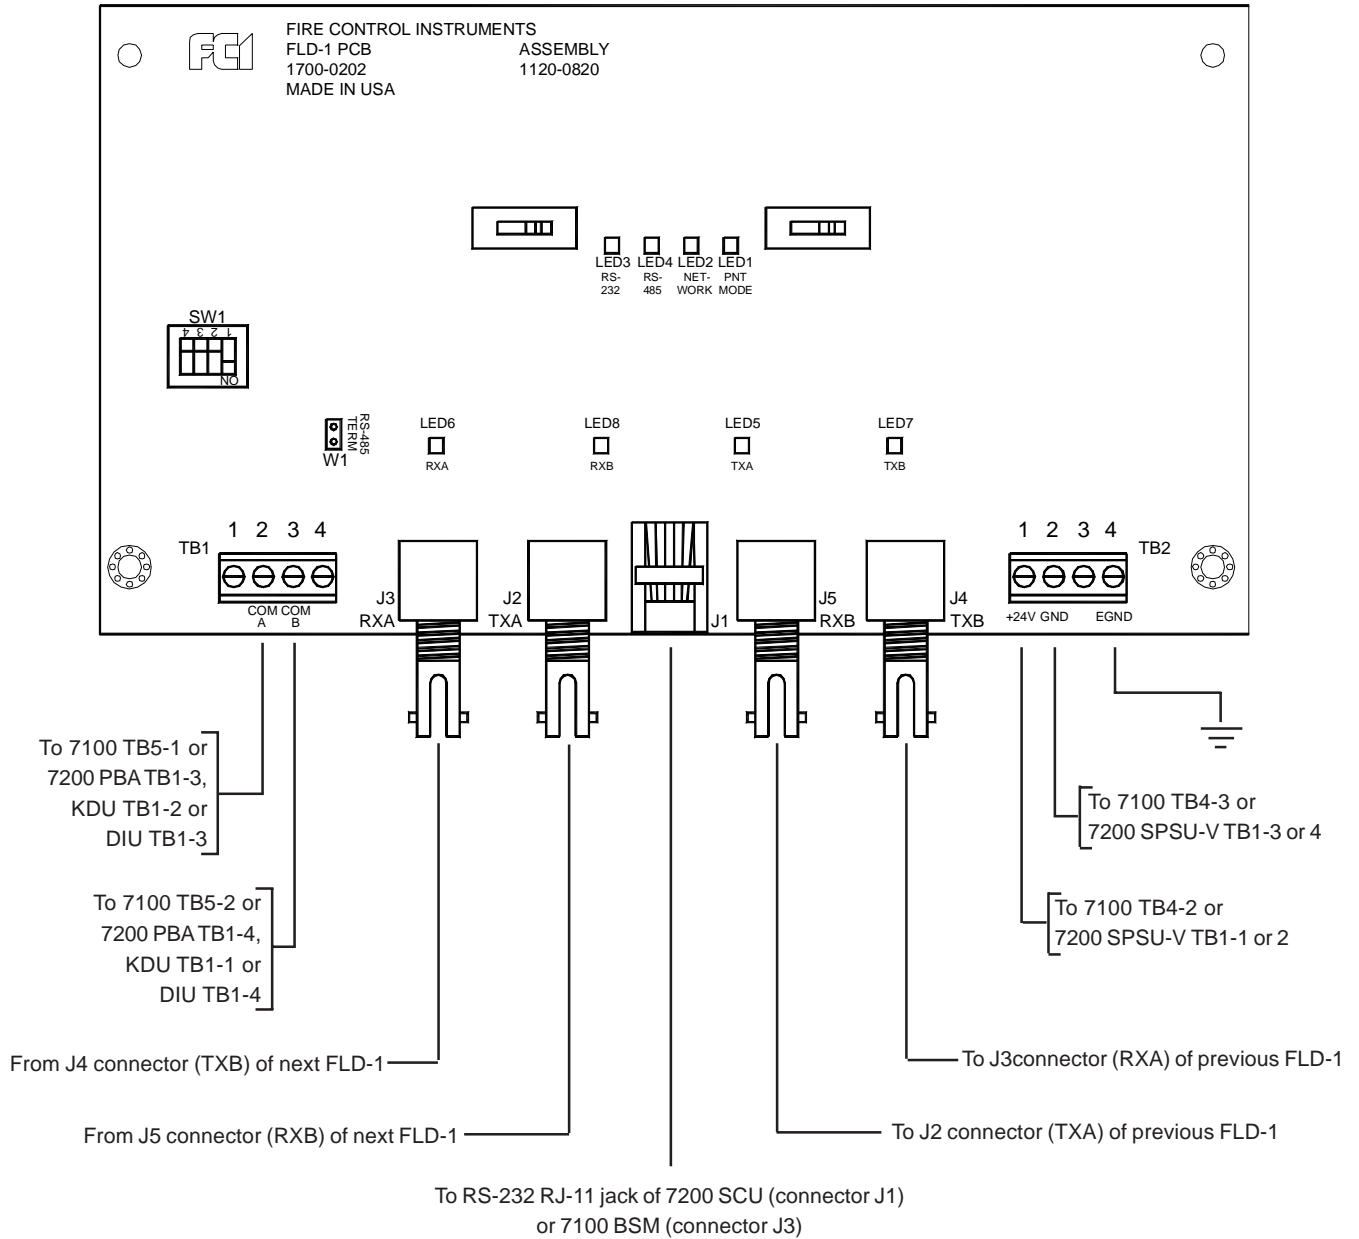 FCI
FIRE CONTROL INSTRUMENTS
FLD-1 PCB ASSEMBLY
1700-0202 1120-0820
MADE IN USA
LED3 LED4 LED2 LED1
RS- RS- NET- PNT
232 485 WORK MODE
SW1
4 3 2 1
ON
RS-485
TERM
W1
LED6 LED8 LED5 LED7
RXA RXB TXA TXB
1 2 3 4
TB1
COM COM
A B
J3
RXA
J2
TXA
J1
J5
RXB
J4
TXB
1 2 3 4
TB2
+24V GND EGND
To 7100 TB5-1 or
7200 PBA TB1-3,
KDU TB1-2 or
DIU TB1-3
To 7100 TB4-3 or
7200 SPSU-V TB1-3 or 4
To 7100 TB5-2 or
7200 PBA TB1-4,
KDU TB1-1 or
DIU TB1-4
To 7100 TB4-2 or
7200 SPSU-V TB1-1 or 2
From J4 connector (TXB) of next FLD-1
To J3connector (RXA) of previous FLD-1
From J5 connector (RXB) of next FLD-1
To J2 connector (TXA) of previous FLD-1
To RS-232 RJ-11 jack of 7200 SCU (connector J1)
or 7100 BSM (connector J3)